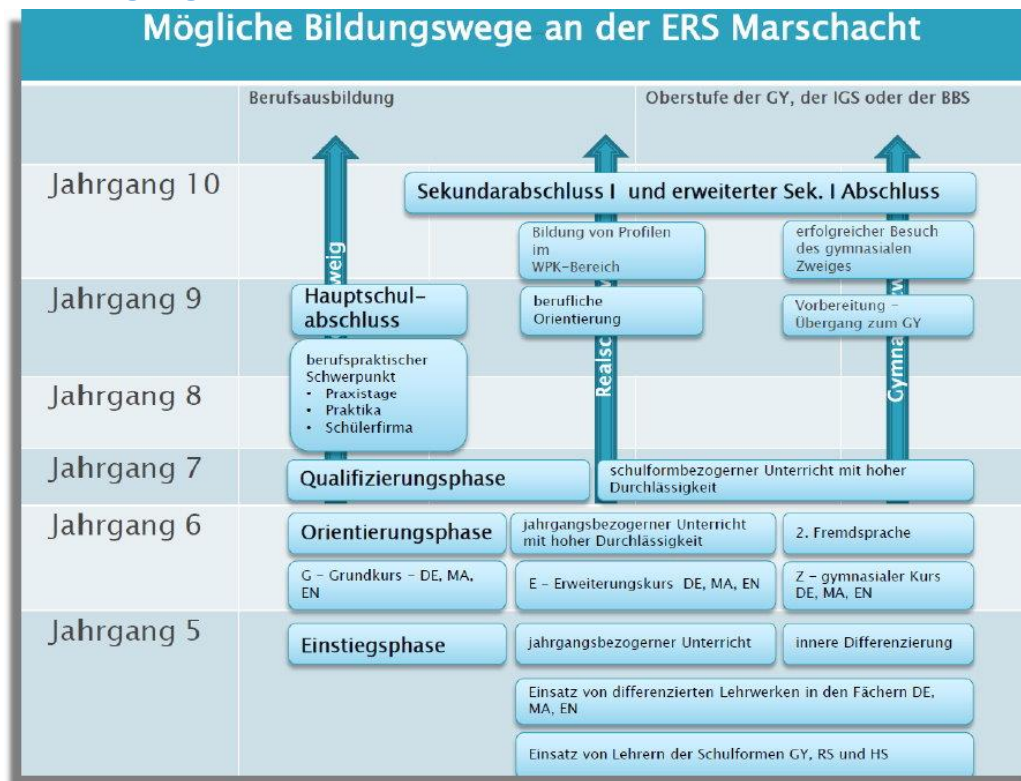 Mögliche Bildungswege an der ERS Marschacht
Berufsausbildung
Oberstufe der GY, der IGS oder der BBS
Jahrgang 10
Sekundarabschluss I und erweiterter Sek. I Abschluss
Bildung von Profilen
im
WPK-Bereich
erfolgreicher Besuch
des gymnasialen
Zweiges
Jahrgang 9
Hauptschul-
abschluss
berufliche
Orientierung
Vorbereitung –
Übergang zum GY
berufspraktischer
Schwerpunkt
• Praxistage
• Praktika
• Schülerfirma
Jahrgang 8
Jahrgang 7
Qualifizierungsphase
schulformbezogerner Unterricht mit hoher
Durchlässigkeit
Jahrgang 6
Orientierungsphase
jahrgangsbezogerner Unterricht
mit hoher Durchlässigkeit
2. Fremdsprache
G – Grundkurs – DE, MA,
EN
E – Erweiterungskurs DE, MA, EN
Z – gymnasialer Kurs
DE, MA, EN
Jahrgang 5
Einstiegsphase
jahrgangsbezogerner Unterricht
innere Differenzierung
Einsatz von differenzierten Lehrwerken in den Fächern DE,
MA, EN
Einsatz von Lehrern der Schulformen GY, RS und HS